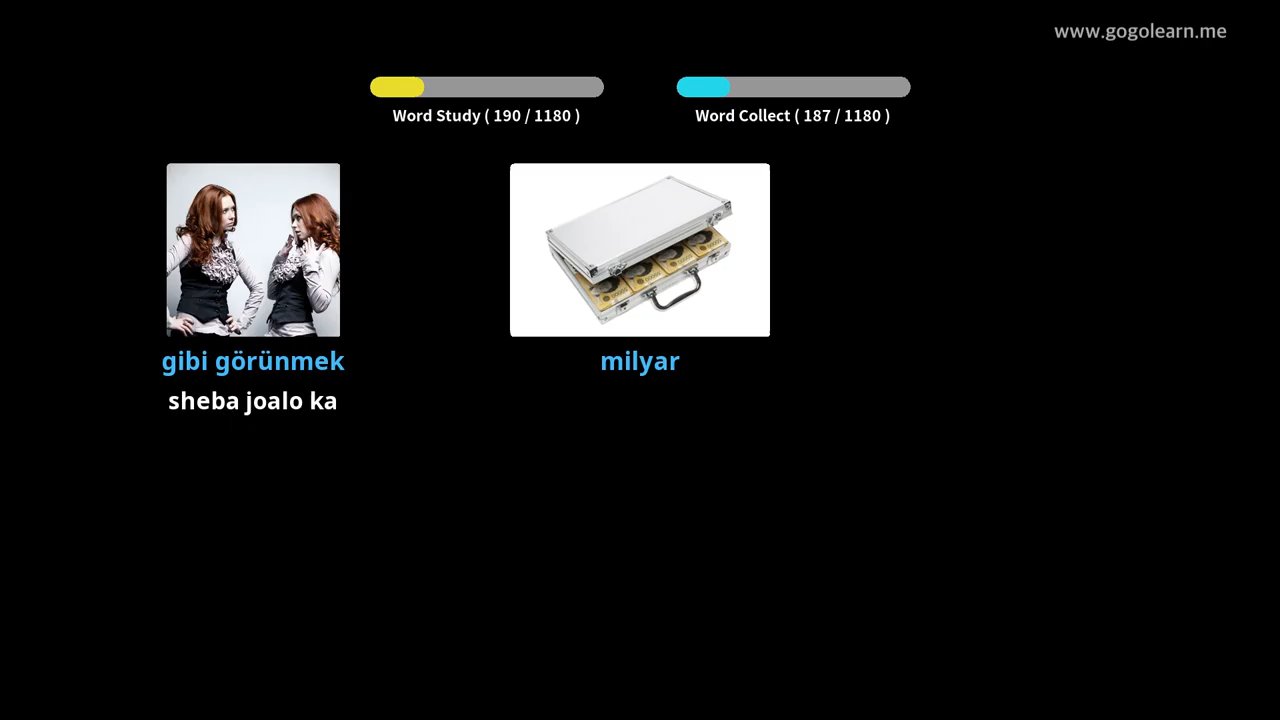 www.gogolearn.me
Word Study ( 190 / 1180 )
Word Collect ( 187 / 1180 )
gibi görünmek
sheba joalo ka
milyar